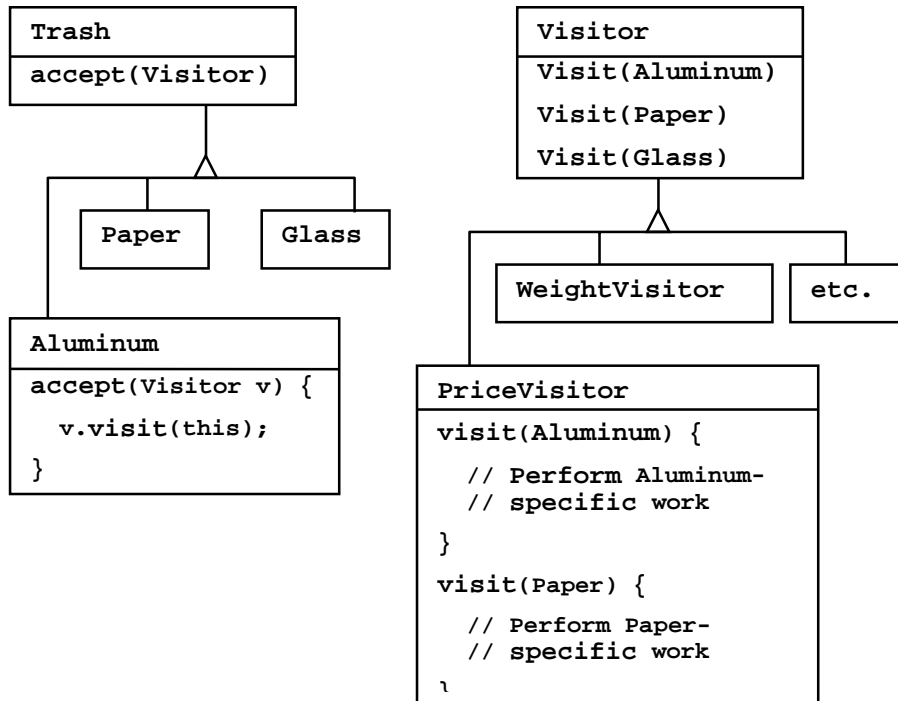 Trash
accept(Visitor)
Paper
Glass
Aluminum
accept(Visitor v) {
v.visit(this);
}
Visitor
Visit(Aluminum)
Visit(Paper)
Visit(Glass)
WeightVisitor
etc.
PriceVisitor
visit(Aluminum) {
// Perform Aluminum-
// specific work
}
visit(Paper) {
// Perform Paper-
// specific work
}